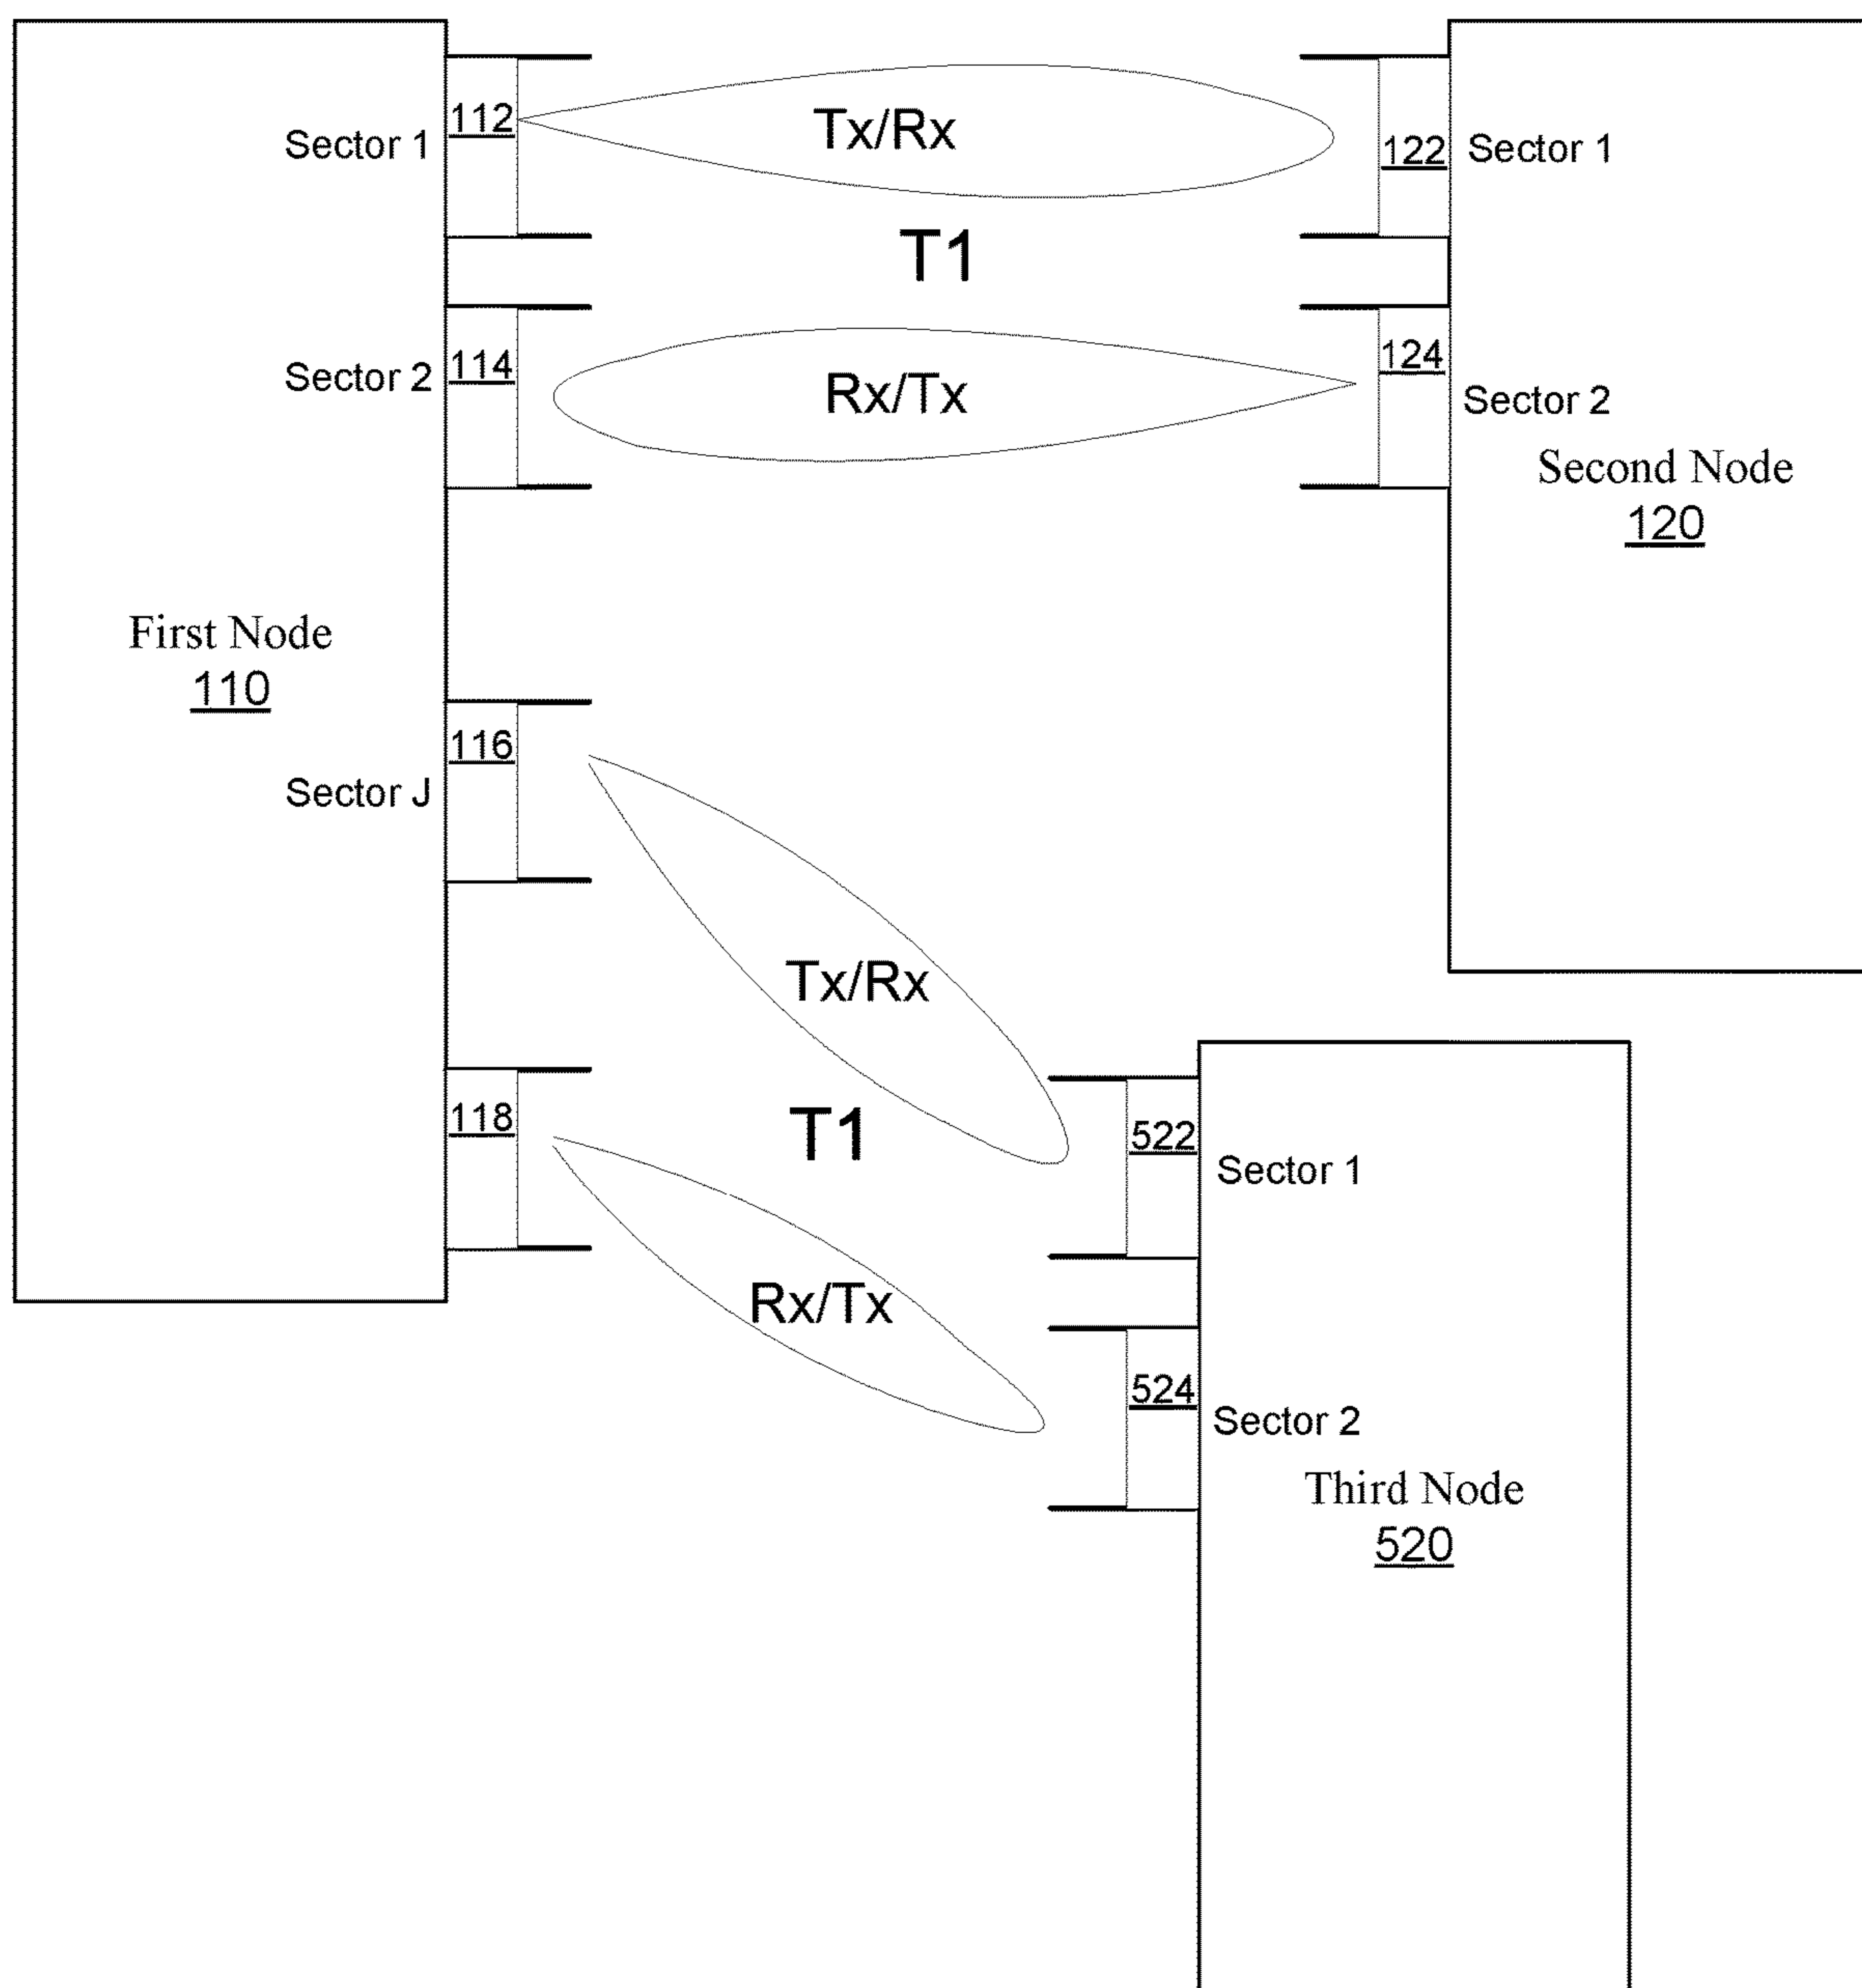 112
Sector 1
Tx/Rx
122
Sector 1
T1
114
Sector 2
Rx/Tx
124
Sector 2
Second Node
120
First Node
110
116
Sector J
Tx/Rx
118
T1
522
Sector 1
Rx/Tx
524
Sector 2
Third Node
520